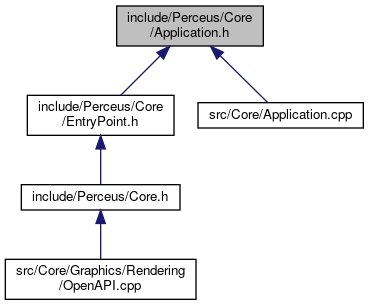 include/Perceus/Core
/Application.h
include/Perceus/Core
/EntryPoint.h
src/Core/Application.cpp
include/Perceus/Core.h
src/Core/Graphics/Rendering
/OpenAPI.cpp